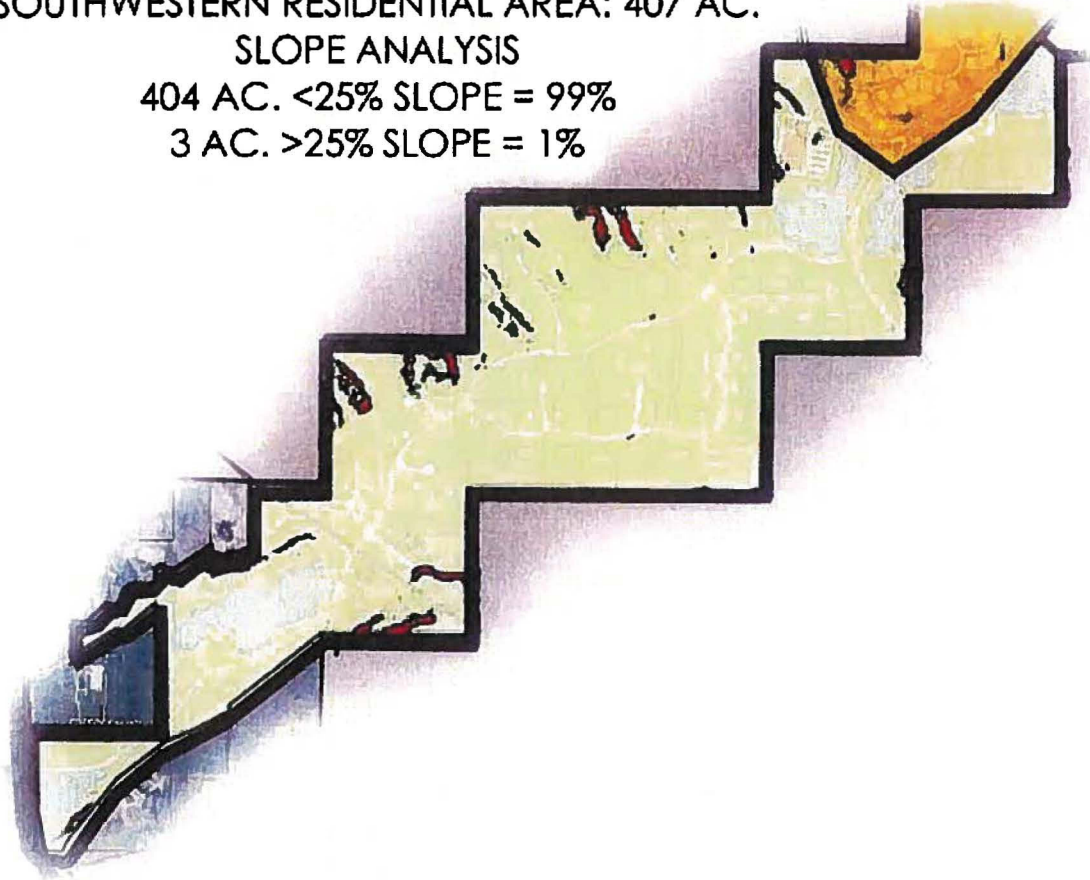 SOUTHWESTERN RESIDENTIAL AREA: 407 AC.
SLOPE ANALYSIS
404 AC. <25% SLOPE = 99%
3 AC. >25% SLOPE = 1%